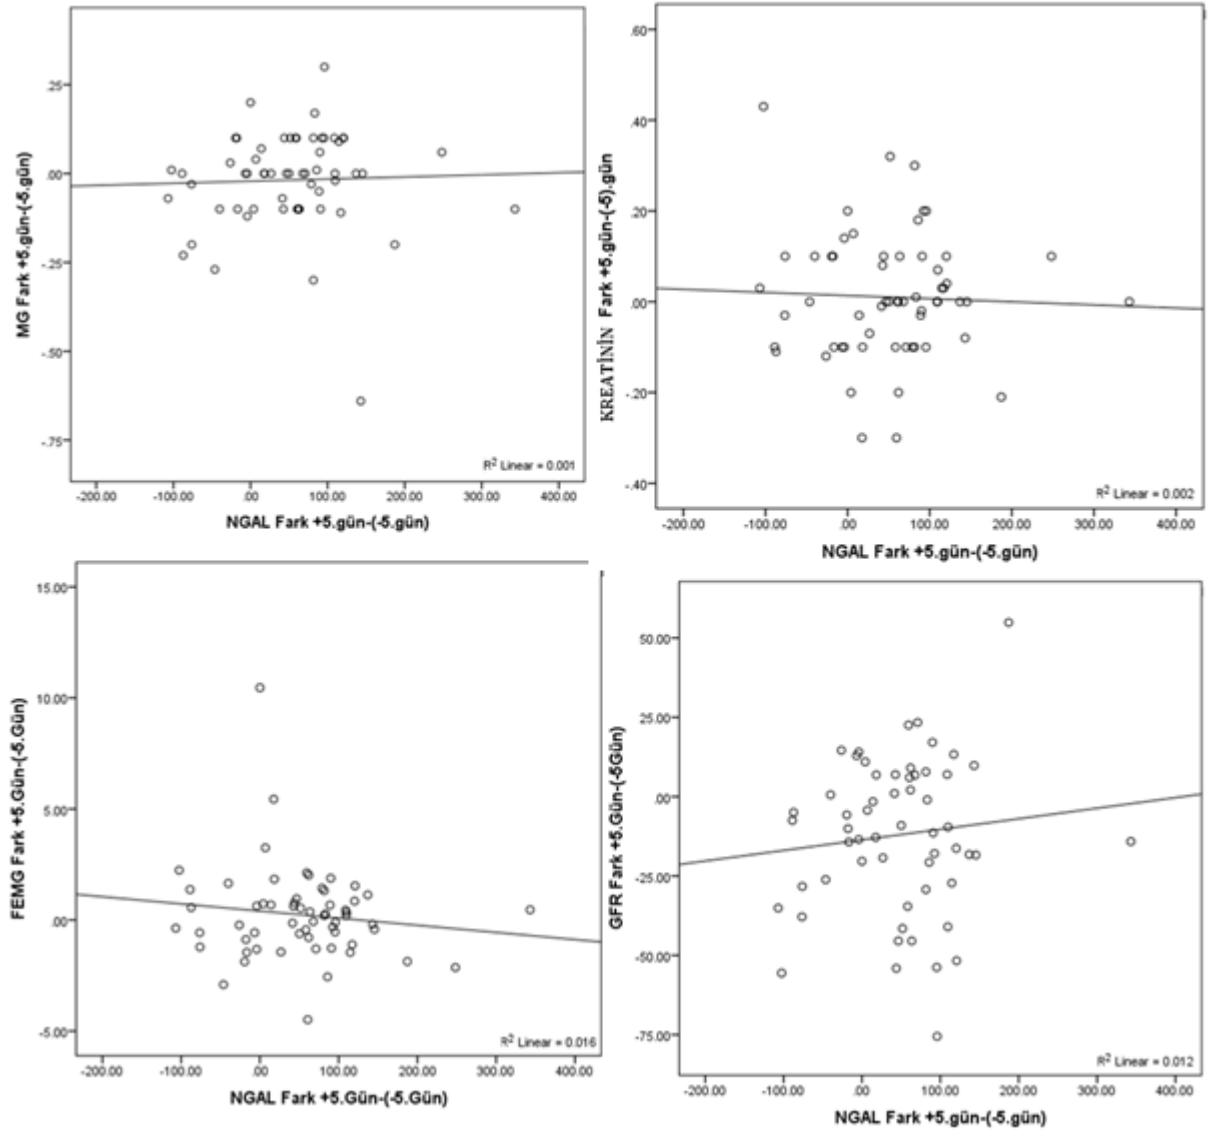 MG Fark +5.gün-(-5.gün)
.25
.00
-.25
-.50
-.75
R2 Linear = 0.001
-200.00 -100.00 .00 100.00 200.00 300.00 400.00
NGAL Fark +5.gün-(-5.gün)
KREATİNİN Fark +5.gün-(-5).gün
.60
.40
.20
.00
-.20
-.40
R2 Linear = 0.002
-200.00 -100.00 .00 100.00 200.00 300.00 400.00
NGAL Fark +5.gün-(-5.gün)
FEMG Fark +5.Gün-(-5.Gün)
15.00
10.00
5.00
.00
-5.00
R2 Linear = 0.016
-200.00 -100.00 .00 100.00 200.00 300.00 400.00
NGAL Fark +5.Gün-(-5.Gün)
GFR Fark +5.Gün-(-5Gün)
50.00
25.00
.00
-25.00
-50.00
-75.00
R2 Linear = 0.012
-200.00 -100.00 .00 100.00 200.00 300.00 400.00
NGAL Fark +5.gün-(-5.gün)